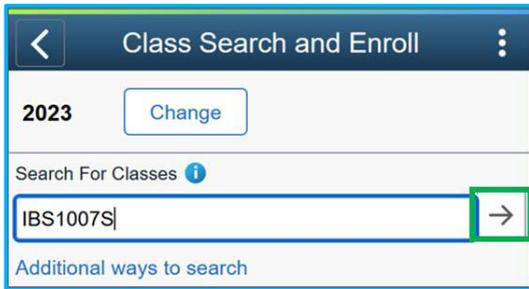 Class Search and Enroll
2023 Change
Search For Classes
IBS1007S
Additional ways to search